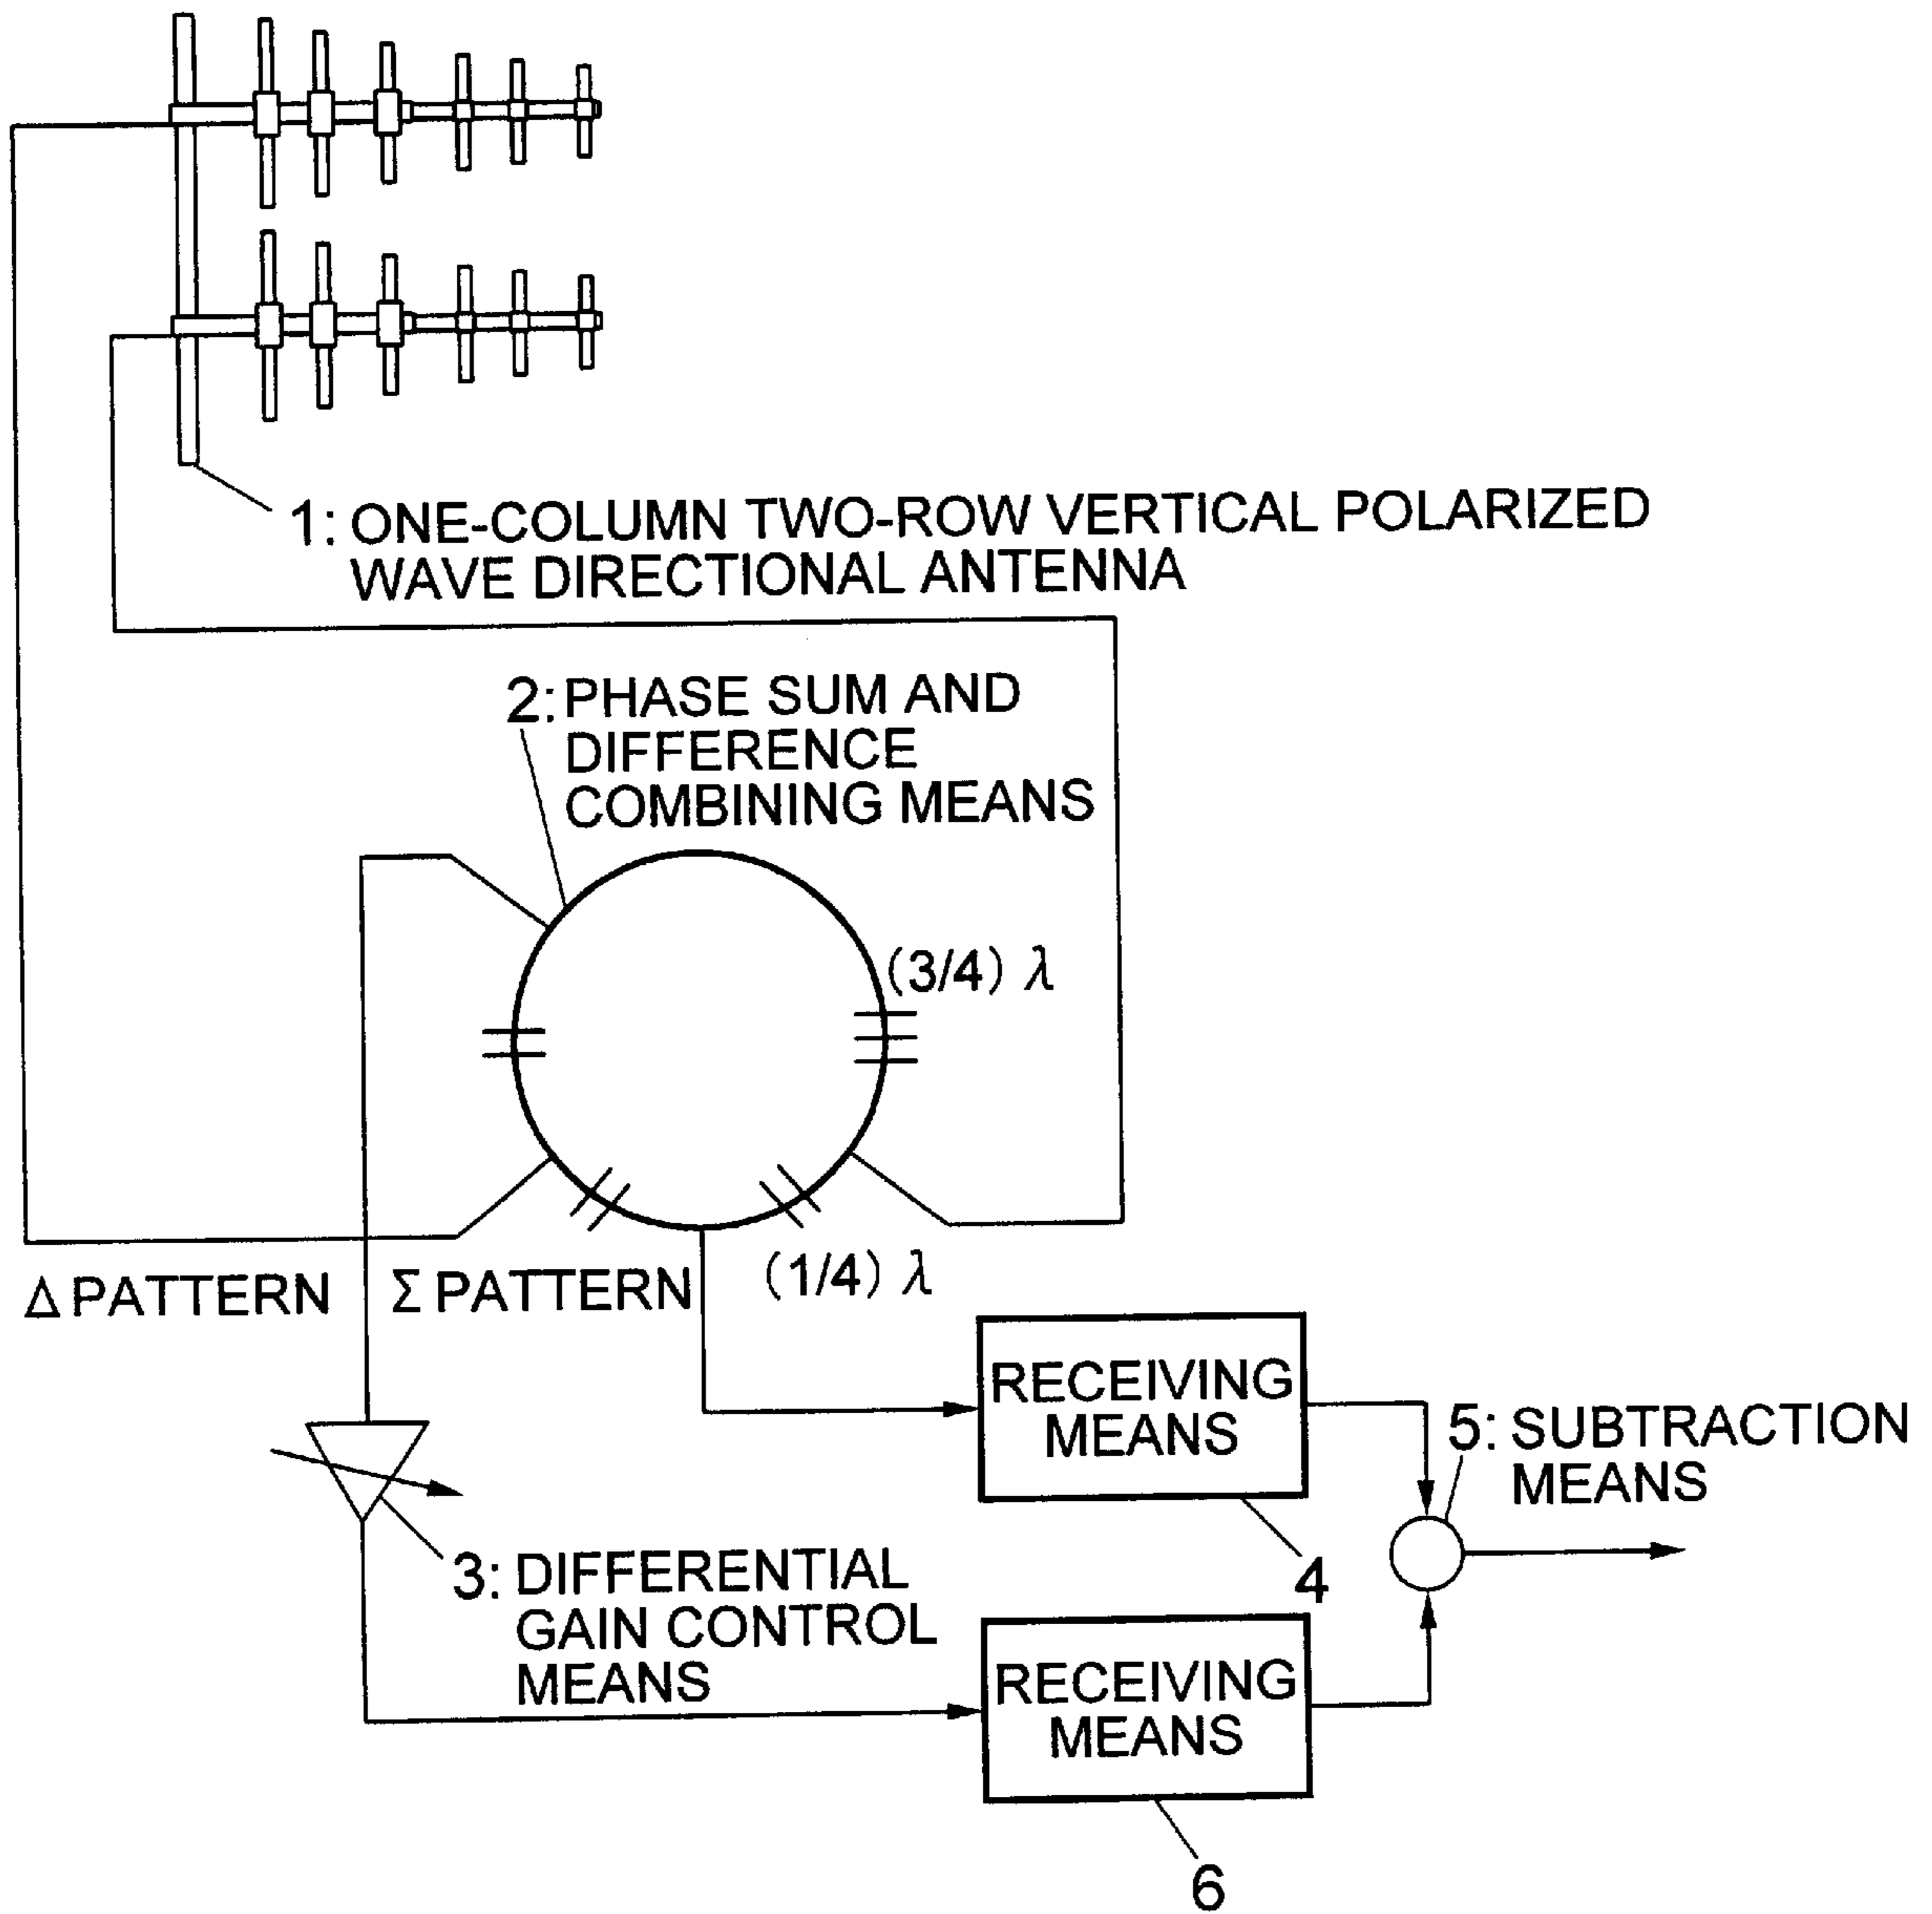 1: ONE-COLUMN TWO-ROW VERTICAL POLARIZED
WAVE DIRECTIONAL ANTENNA
2: PHASE SUM AND
DIFFERENCE
COMBINING MEANS
(3/4) λ
(1/4) λ
Δ PATTERN
Σ PATTERN
RECEIVING
MEANS
4
5: SUBTRACTION
MEANS
3: DIFFERENTIAL
GAIN CONTROL
MEANS
RECEIVING
MEANS
6